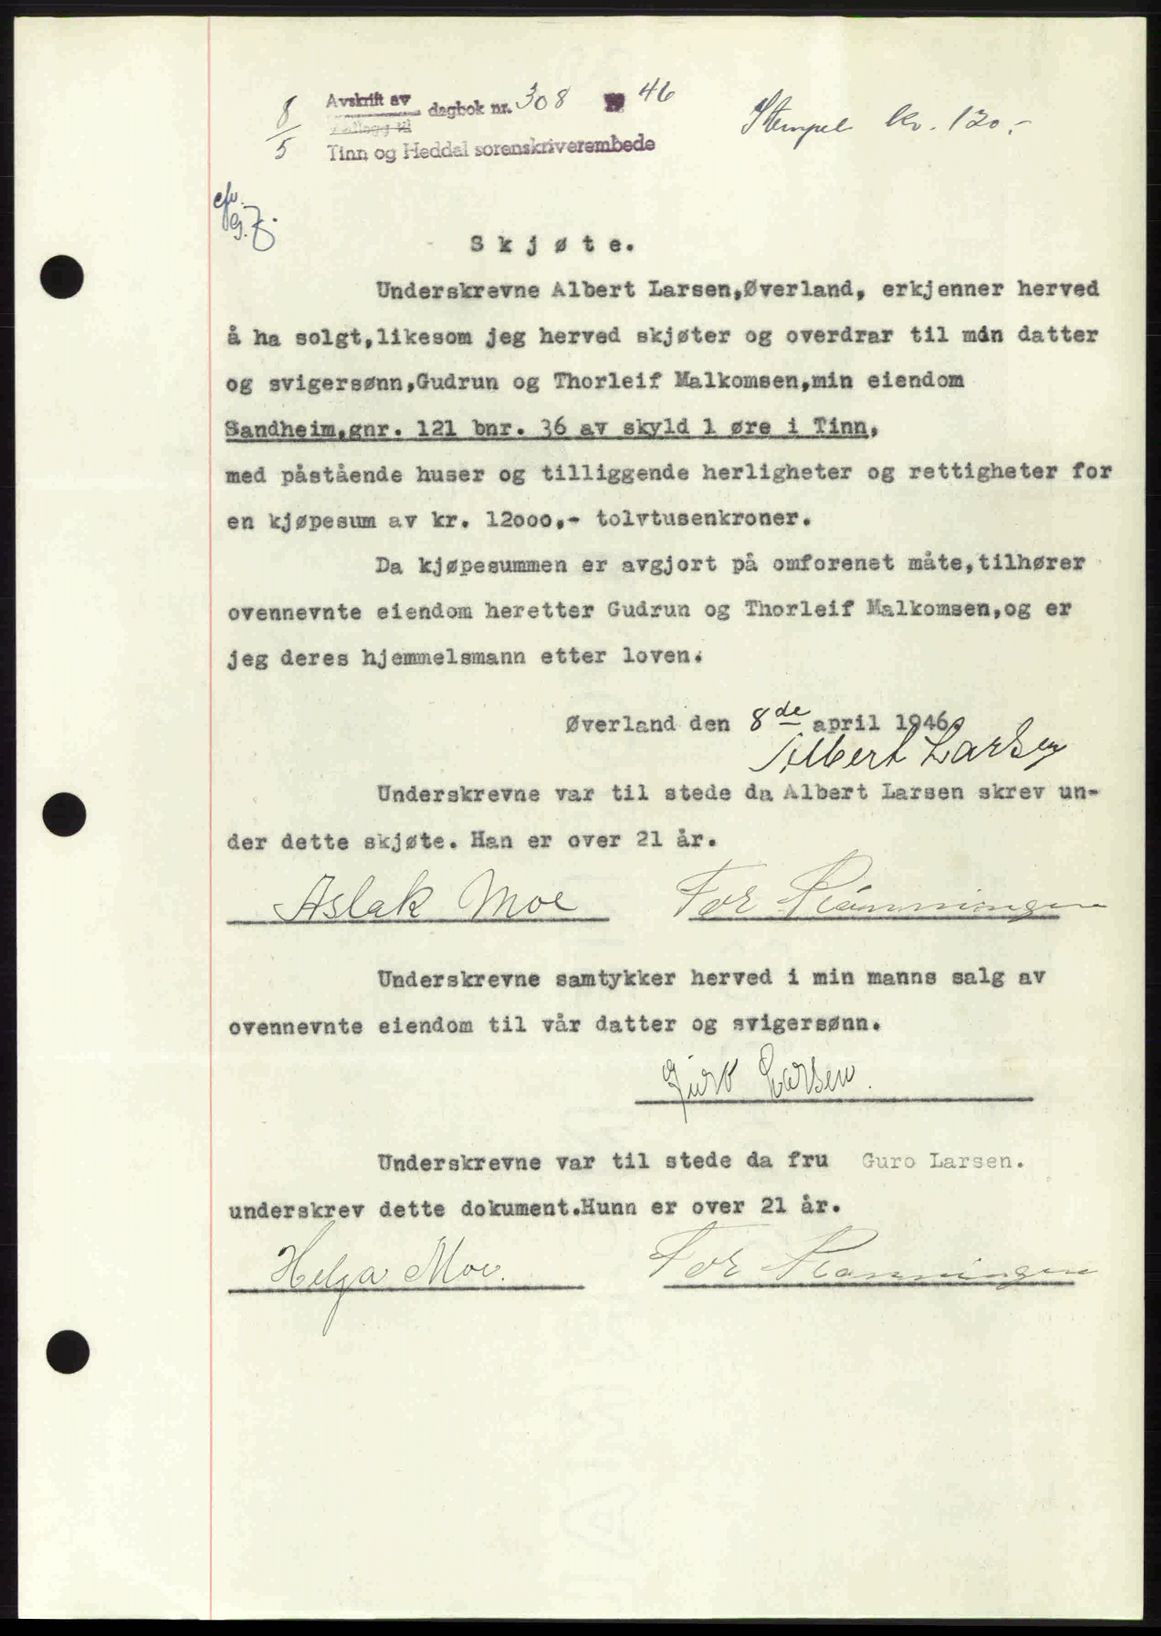 8/5 Avskrift av dagbok nr. 308 1946
Vedlegg til
Tinn og Heddal sorenskriverembede
Stempel kr. 120.-
S k j ø t e.
Underskrevne Albert Larsen,Øverland, erkjenner herved
å ha solgt,likesom jeg herved skjøter og overdrar til min datter
og svigersønn,Gudrun og Thorleif Malkomsen,min eiendom
Sandheim,gnr. 121 bnr. 36 av skyld 1 øre i Tinn,
med påstående huser og tilliggende herligheter og rettigheter for
en kjøpesum av kr. 12ooo,- tolvtusenkroner.
Da kjøpesummen er avgjort på omforenet måte,tilhører
ovennevnte eiendom heretter Gudrun og Thorleif Malkomsen,og er
jeg deres hjemmelsmann etter loven.
Øverland den 8de april 1946.
Albert Larsen
Underskrevne var til stede da Albert Larsen skrev un-
der dette skjøte. Han er over 21 år.
Aslak Moe Tor Rønningen
Underskrevne samtykker herved i min manns salg av
ovennevnte eiendom til vår datter og svigersønn.
Guro Larsen.
Underskrevne var til stede da fru Guro Larsen.
underskrev dette dokument.Hunn er over 21 år.
Helga Moe. Tor Rønningen